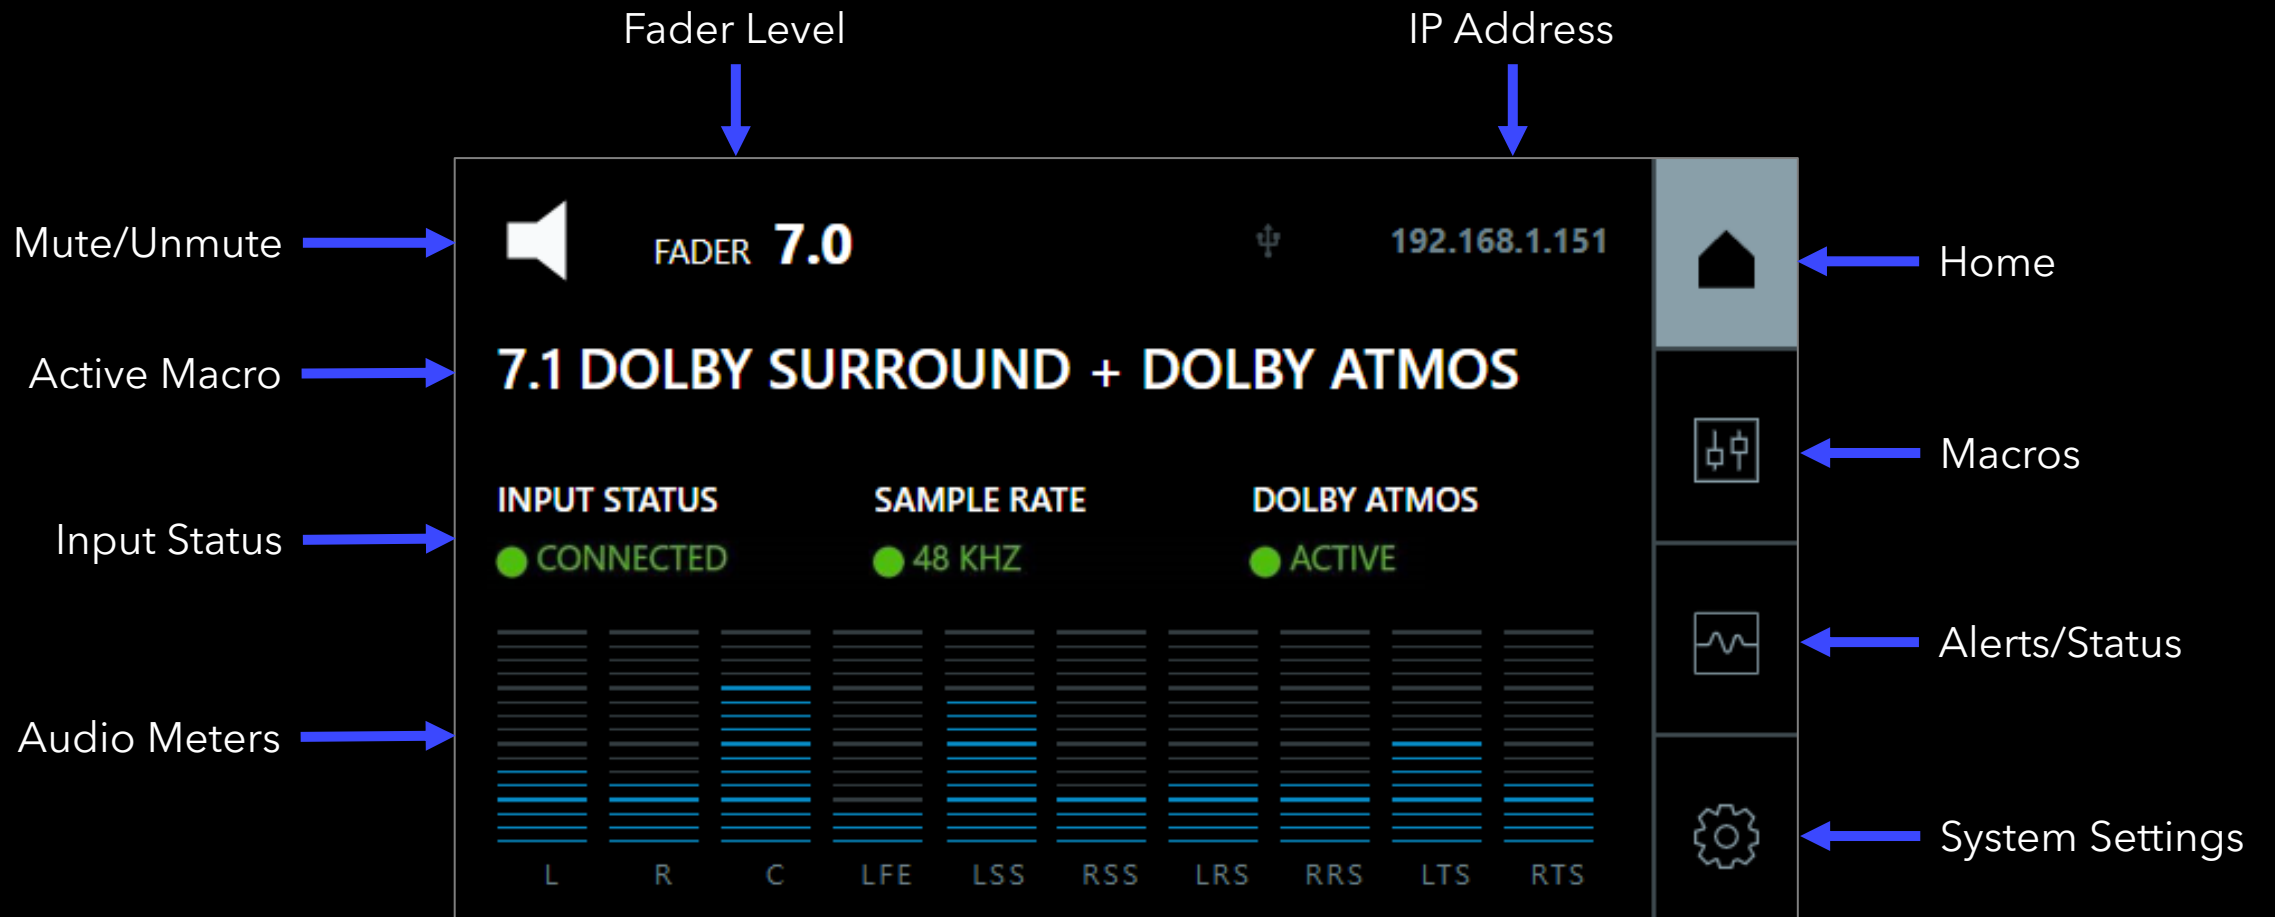 Fader Level
IP Address
Mute/Unmute
FADER 7.0
192.168.1.151
Home
Active Macro
7.1 DOLBY SURROUND + DOLBY ATMOS
Macros
INPUT STATUS
SAMPLE RATE
DOLBY ATMOS
Input Status
CONNECTED
48 KHZ
ACTIVE
Alerts/Status
Audio Meters
System Settings
L R C LFE LSS RSS LRS RRS LTS RTS